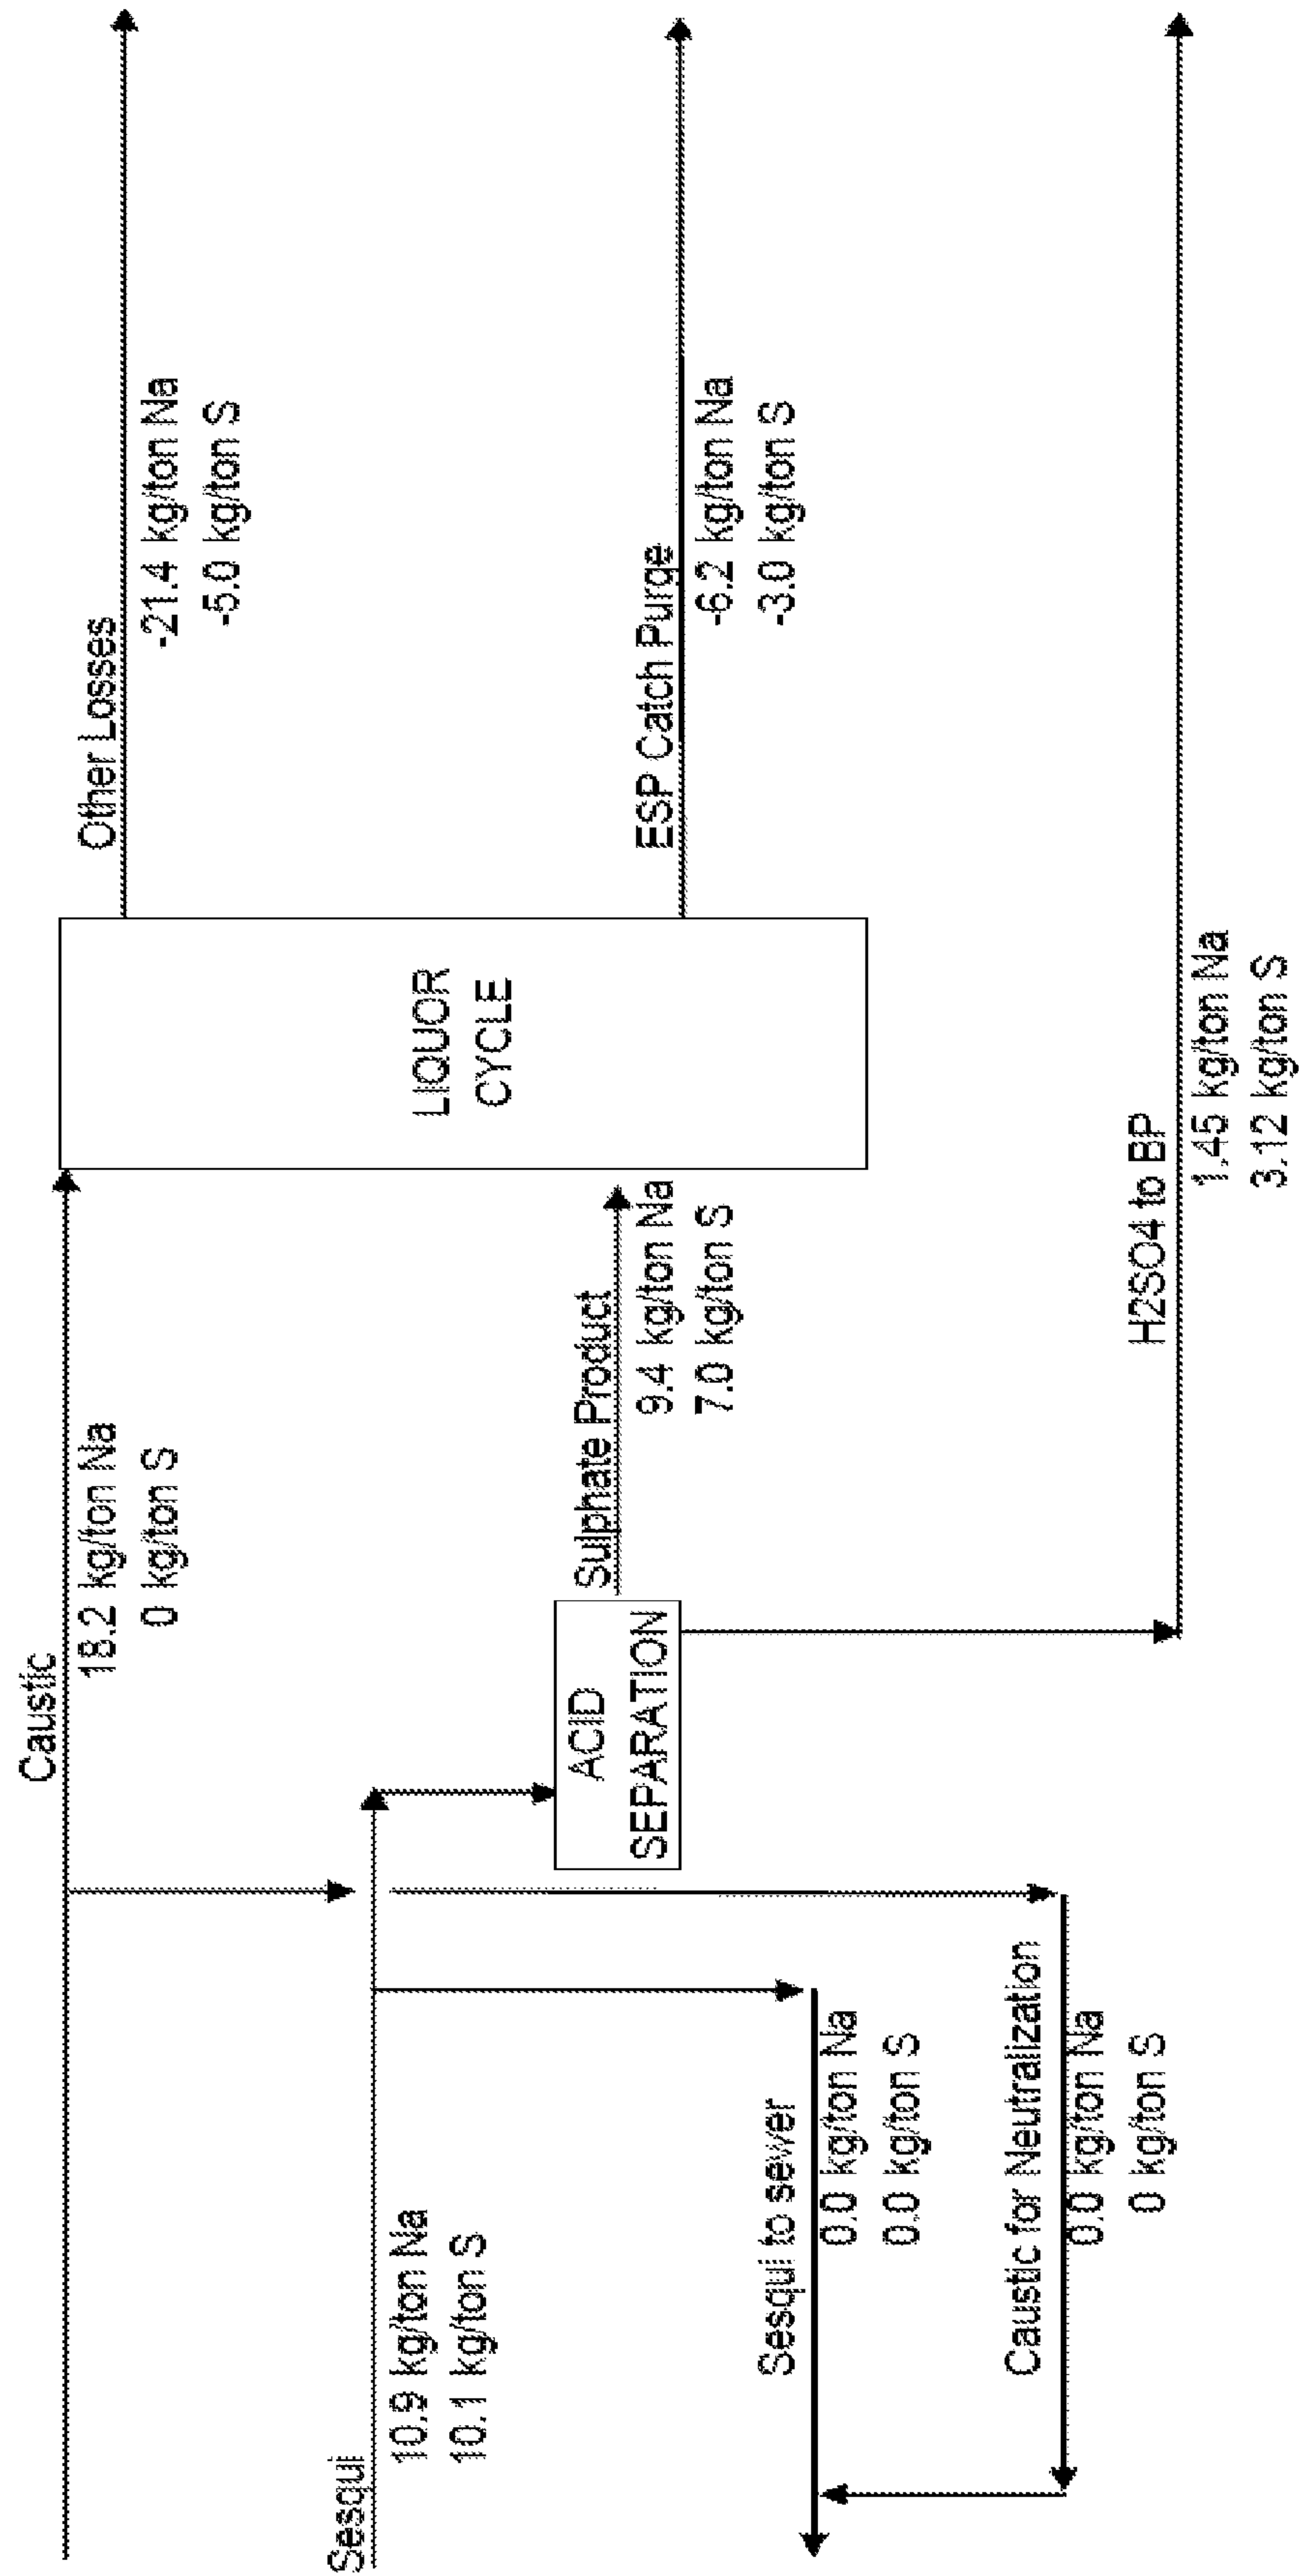 Caustic
18.2 kg/ton Na
0 kg/ton S
Sesqui
10.9 kg/ton Na
10.1 kg/ton S
ACID
SEPARATION
Sulphate Product
9.4 kg/ton Na
7.0 kg/ton S
LIQUOR
CYCLE
Other Losses
-21.4 kg/ton Na
-5.0 kg/ton S
ESP Catch Purge
-6.2 kg/ton Na
-3.0 kg/ton S
Sesqui to sewer
0.0 kg/ton Na
0.0 kg/ton S
Caustic for Neutralization
0.0 kg/ton Na
0 kg/ton S
H2SO4 to BP
1.45 kg/ton Na
3.12 kg/ton S